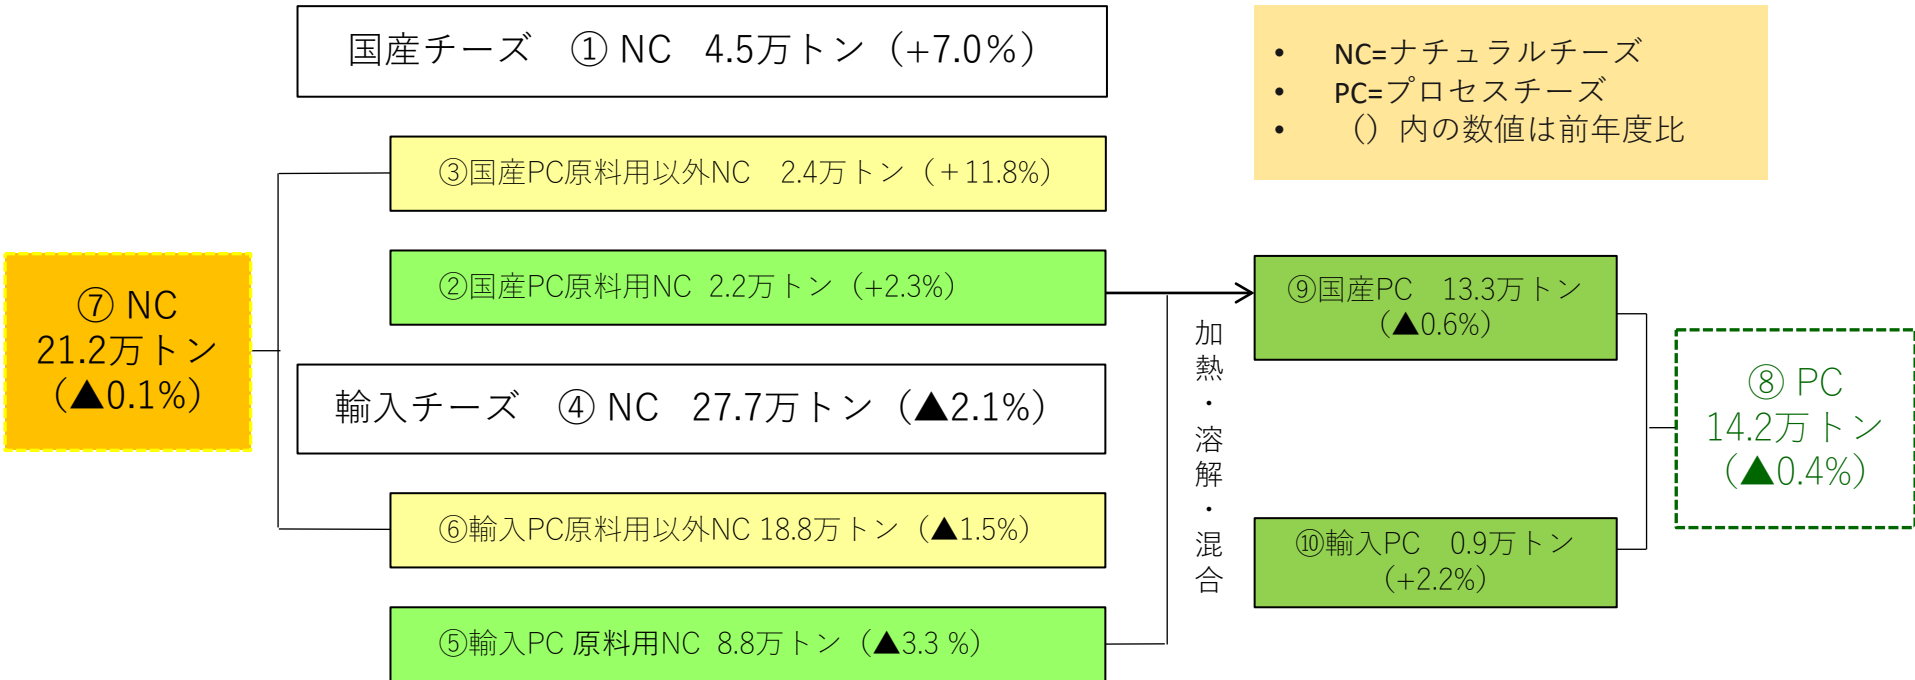 国産チーズ　① NC　4.5万トン（+7.0％）
• NC=ナチュラルチーズ
• PC=プロセスチーズ
• （）内の数値は前年度比
③国産PC原料用以外NC　2.4万トン（＋11.8%）
②国産PC原料用NC 2.2万トン（+2.3%）
⑦ NC
21.2万トン
（▲0.1%）
輸入チーズ　④ NC　27.7万トン（▲2.1%）
⑥輸入PC原料用以外NC 18.8万トン（▲1.5%）
⑤輸入PC 原料用NC 8.8万トン（▲3.3 %）
加熱・溶解・混合
⑨国産PC　13.3万トン
（▲0.6%）
⑩輸入PC　0.9万トン
（+2.2%）
⑧ PC
14.2万トン
（▲0.4%）